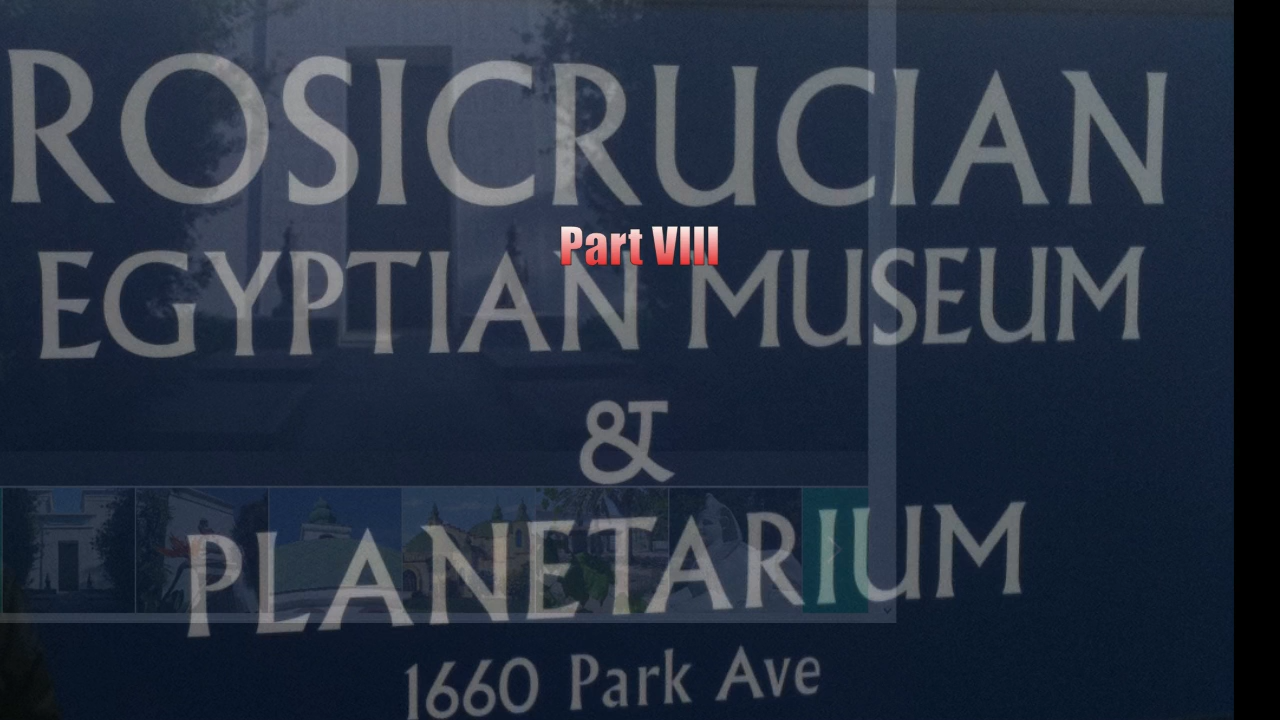 ROSICRUCIAN
Part VIII
EGYPTIAN MUSEUM
&
PLANETARIUM
1660 Park Ave